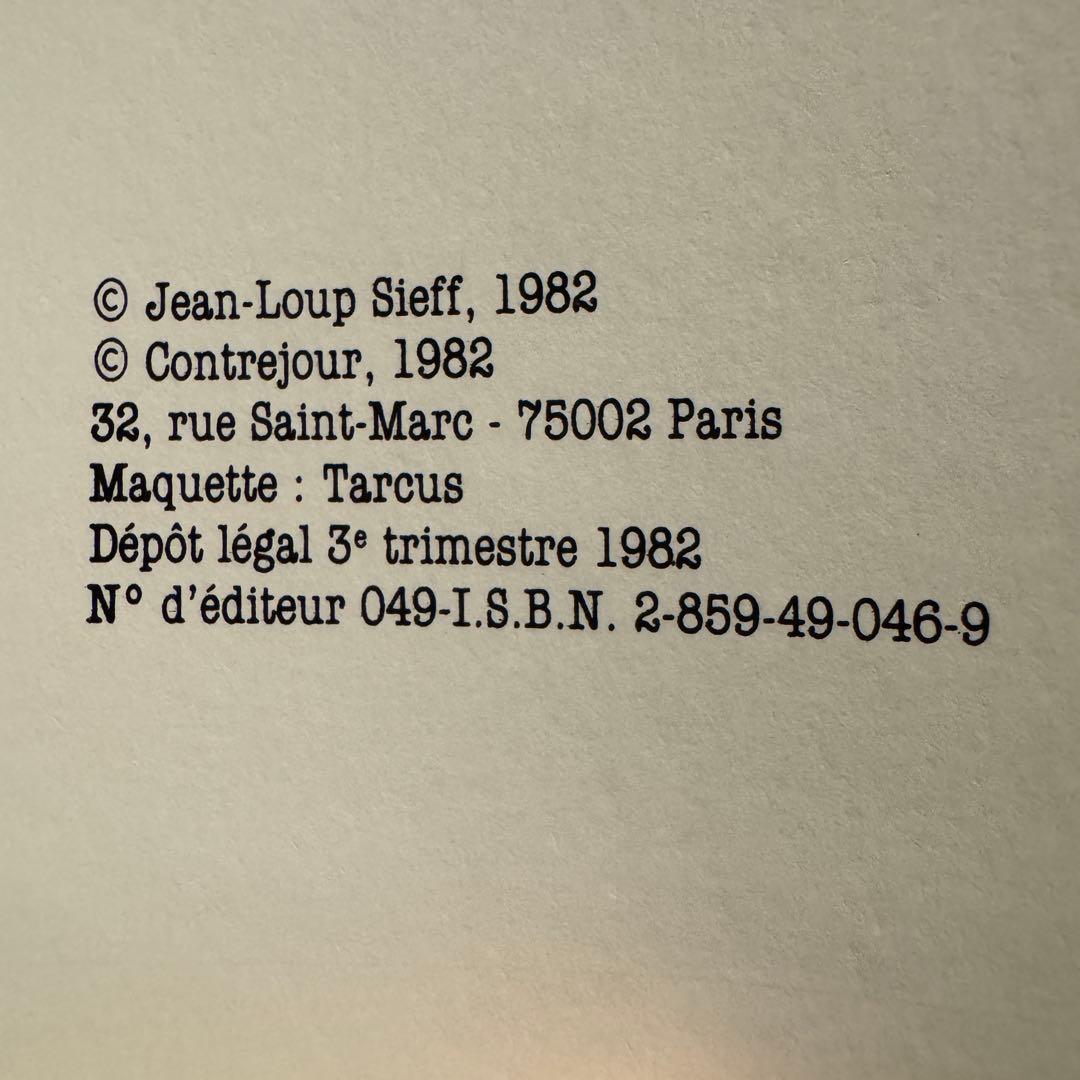 © Jean-Loup Sieff, 1982
© Contrejour, 1982
32, rue Saint-Marc - 75002 Paris
Maquette : Tarcus
Dépôt légal 3e trimestre 1982
N° d'éditeur 049-I.S.B.N. 2-859-49-046-9